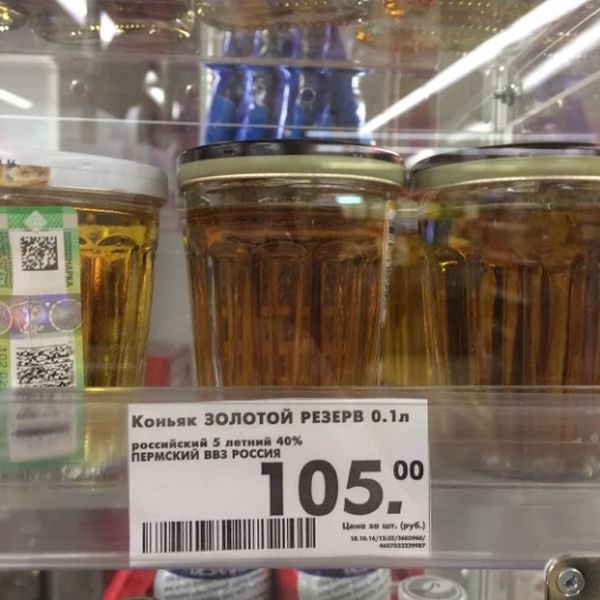 Коньяк ЗОЛОТОЙ РЕЗЕРВ 0.1л
российский 5 летний 40%
ПЕРМСКИЙ ВВЗ РОССИЯ
105.00
Цена за шт. (руб.)